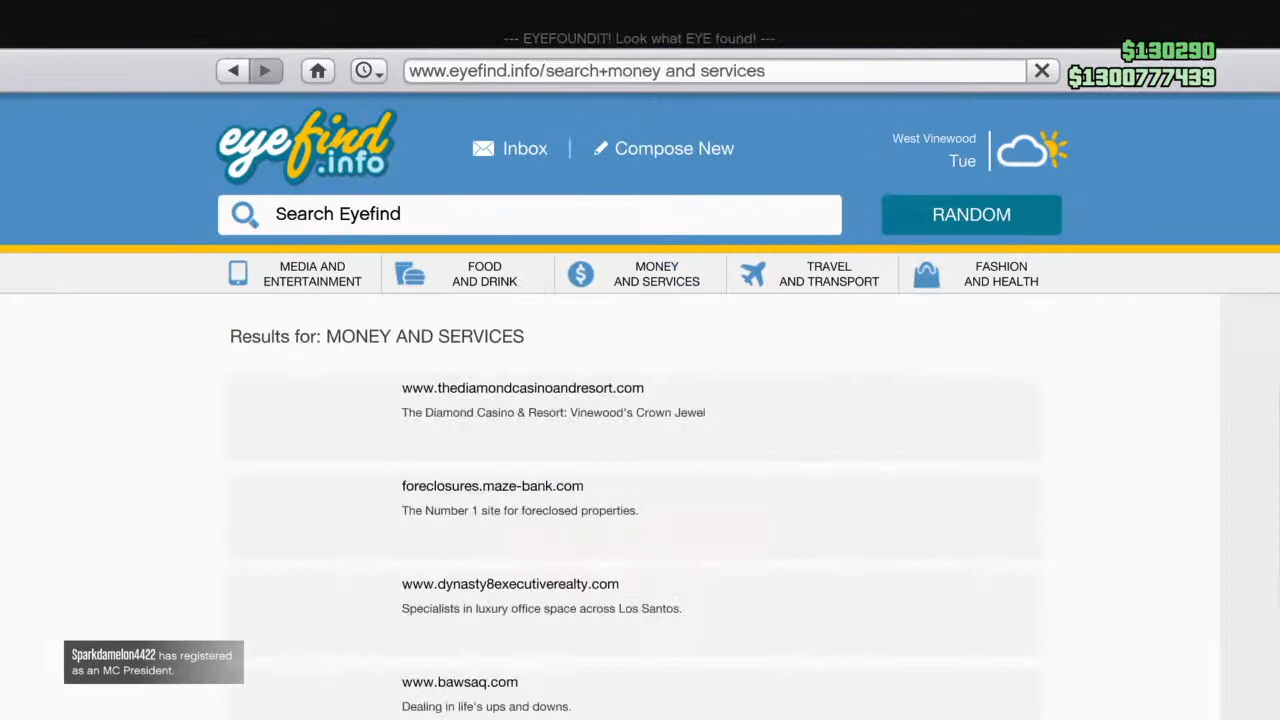 --- EYEFOUNDIT! Look what EYE found! ---
$130290
www.eyefind.info/search+money and services
$1300777439
eyefind
.info
Inbox
Compose New
West Vinewood
Tue
Search Eyefind
RANDOM
MEDIA AND
ENTERTAINMENT
FOOD
AND DRINK
MONEY
AND SERVICES
TRAVEL
AND TRANSPORT
FASHION
AND HEALTH
Results for: MONEY AND SERVICES
www.thediamondcasinoandresort.com
The Diamond Casino & Resort: Vinewood's Crown Jewel
foreclosures.maze-bank.com
The Number 1 site for foreclosed properties.
www.dynasty8executiverealty.com
Specialists in luxury office space across Los Santos.
Sparkdamelon4422 has registered
as an MC President.
www.bawsaq.com
Dealing in life's ups and downs.